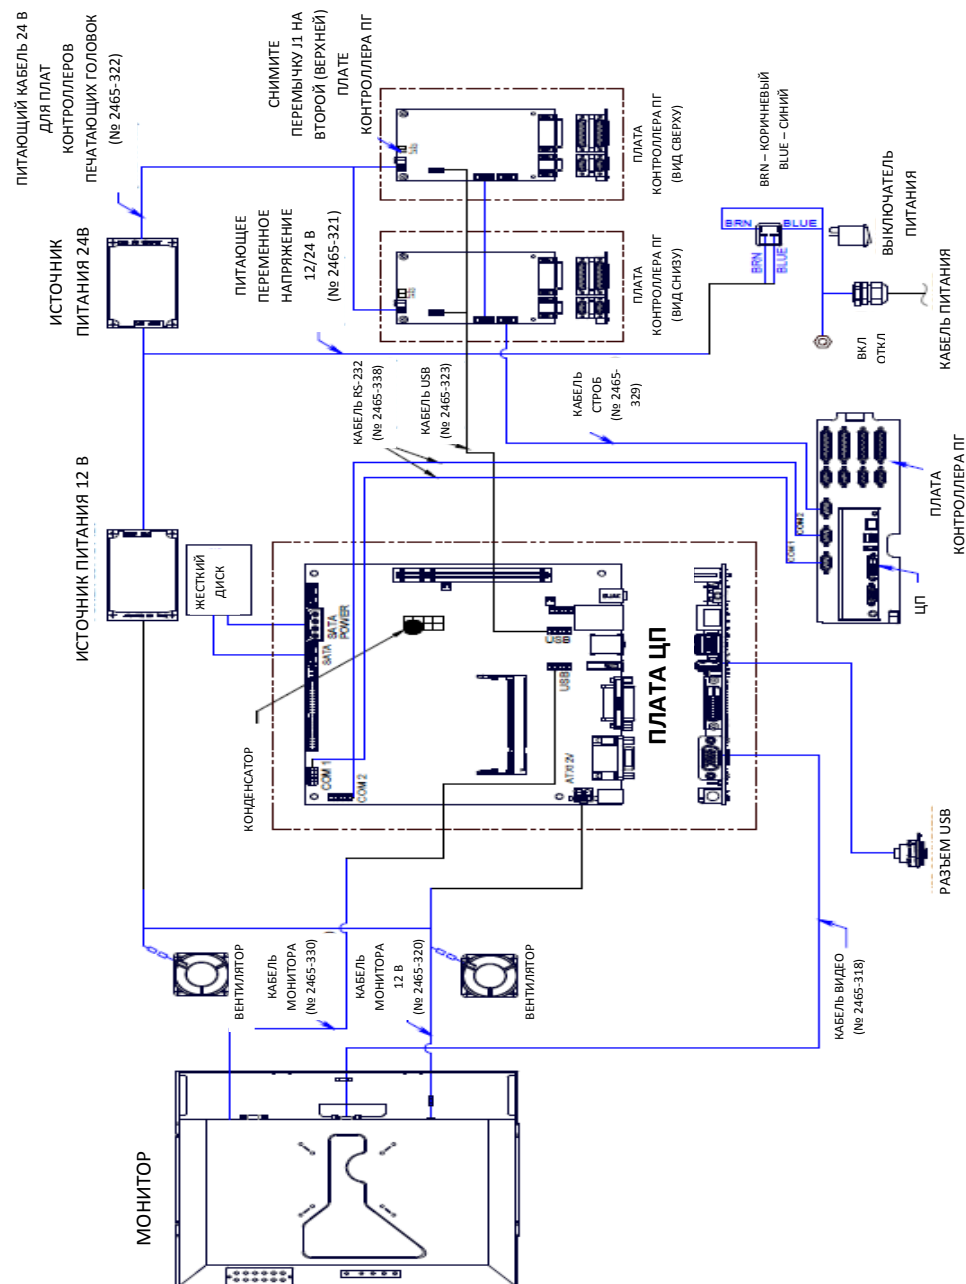 ПИТАЮЩИЙ КАБЕЛЬ 24 В
ДЛЯ ПЛАТ
КОНТРОЛЛЕРОВ
ПЕЧАТАЮЩИХ ГОЛОВОК
(№ 2465-322)
СНИМИТЕ
ПЕРЕМЫЧКУ J1 НА
ВТОРОЙ (ВЕРХНЕЙ)
ПЛАТЕ
КОНТРОЛЛЕРА ПГ
ПЛАТА
КОНТРОЛЛЕРА ПГ
(ВИД СВЕРХУ)
BRN – КОРИЧНЕВЫЙ
BLUE – СИНИЙ
ИСТОЧНИК
ПИТАНИЯ 24В
ПИТАЮЩЕЕ
ПЕРЕМЕННОЕ
НАПРЯЖЕНИЕ
12/24 В
(№ 2465-321)
ПЛАТА
КОНТРОЛЛЕРА ПГ
(ВИД СНИЗУ)
BRN
BLUE
BRN
BLUE
ВЫКЛЮЧАТЕЛЬ
ПИТАНИЯ
ВКЛ
ОТКЛ
КАБЕЛЬ ПИТАНИЯ
КАБЕЛЬ RS-232
(№ 2465-338)
КАБЕЛЬ USB
(№ 2465-323)
КАБЕЛЬ
СТРОБ
(№ 2465-
329)
ИСТОЧНИК ПИТАНИЯ 12 В
ЖЕСТКИЙ
ДИСК
SATA
SATA
POWER
USB
USB
COM 1
COM 2
ATX12V
КОНДЕНСАТОР
ПЛАТА ЦП
COM 1
COM 2
ЦП
ПЛАТА
КОНТРОЛЛЕРА ПГ
РАЗЪЕМ USB
ВЕНТИЛЯТОР
КАБЕЛЬ
МОНИТОРА
(№ 2465-330)
КАБЕЛЬ
МОНИТОРА
12 В
(№ 2465-320)
ВЕНТИЛЯТОР
КАБЕЛЬ ВИДЕО
(№ 2465-318)
МОНИТОР